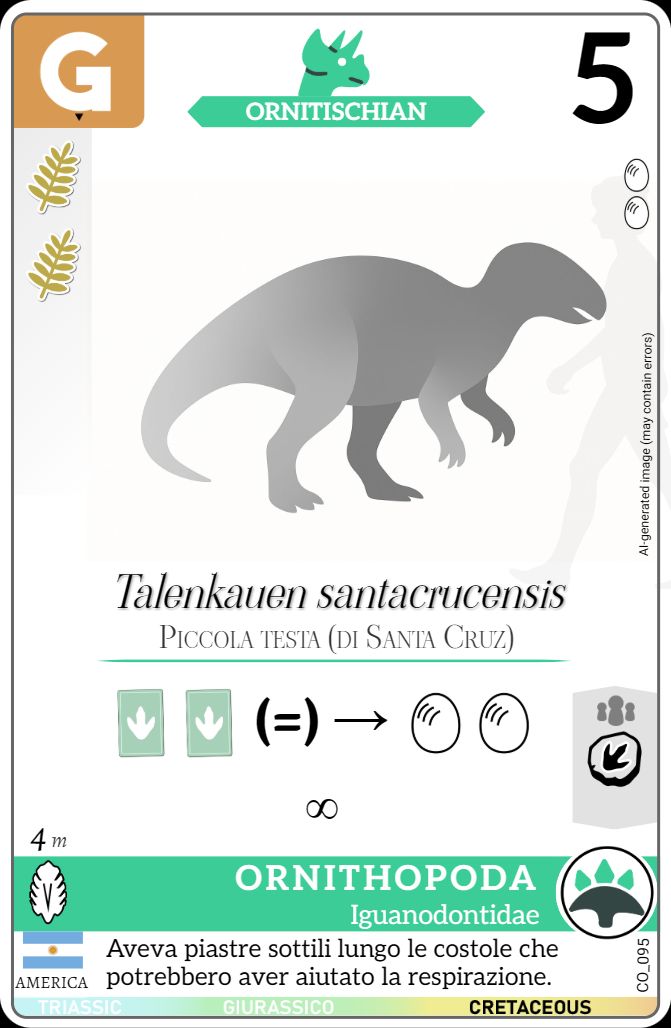 G
ORNITISCHIAN
5
AI-generated image (may contain errors)
Talenkauen santacrucensis
Piccola testa (di Santa Cruz)
(=) →
∞
4 m
ORNITHOPODA
Iguanodontidae
Aveva piastre sottili lungo le costole che
potrebbero aver aiutato la respirazione.
AMERICA
CO_095
TRIASSIC GIURASSICO CRETACEOUS